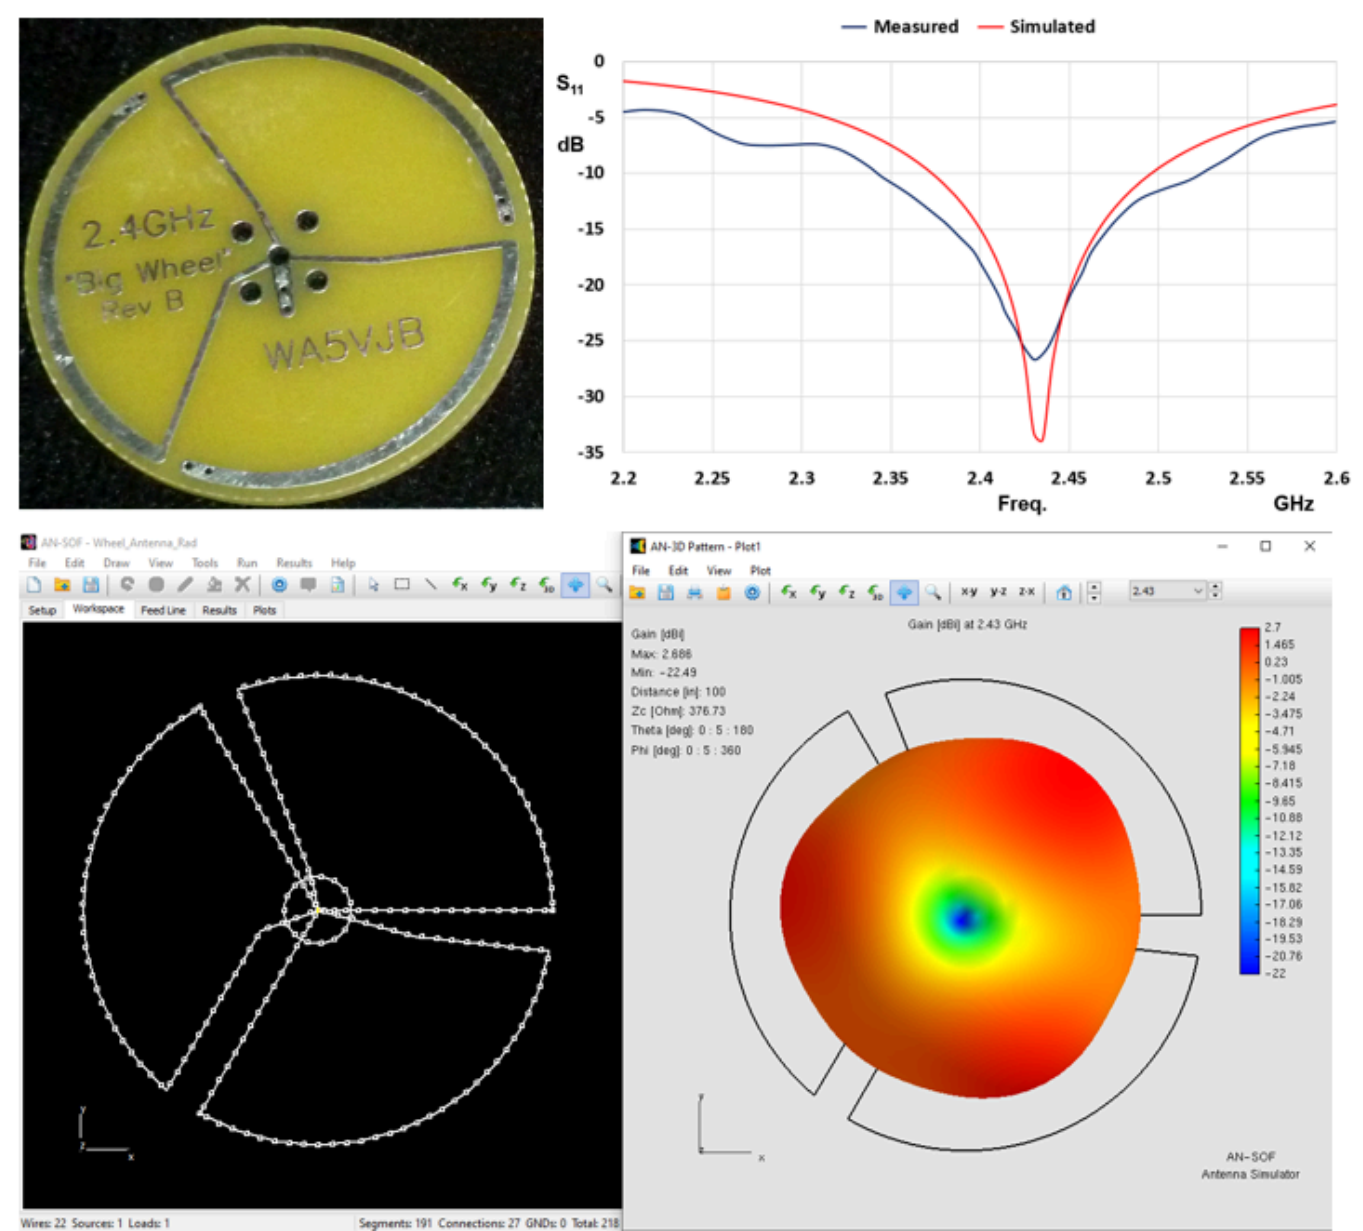 2.4GHz
"Big Wheel"
Rev B
WA5VJB
Measured Simulated
S11
dB
0
-5
-10
-15
-20
-25
-30
-35
2.2 2.25 2.3 2.35 2.4 2.45 2.5 2.55 2.6
Freq. GHz
AN-SOF - Wheel_Antenna_Rad
File Edit Draw View Tools Run Results Help
x y z 3D
Setup Workspace Feed Line Results Plots
y
z
x
Wires: 22 Sources: 1 Loads: 1 Segments: 191 Connections: 27 GNDs: 0 Total: 218
AN-3D Pattern - Plot1
File Edit View Plot
x y z 3D x-y y-z z-x 2.43
Gain [dBi] at 2.43 GHz
Gain [dBi]
Max: 2.686
Min: -22.49
Distance [in]: 100
Zc [Ohm]: 376.73
Theta [deg]: 0 : 5 : 180
Phi [deg]: 0 : 5 : 360
2.7
1.465
0.23
-1.005
-2.24
-3.475
-4.71
-5.945
-7.18
-8.415
-9.65
-10.88
-12.12
-13.35
-14.59
-15.82
-17.06
-18.29
-19.53
-20.76
-22
y
z
x
AN-SOF
Antenna Simulator